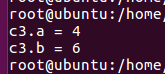 root@ubuntu:/home/
c3.a = 4
c3.b = 6
root@ubuntu:/home/